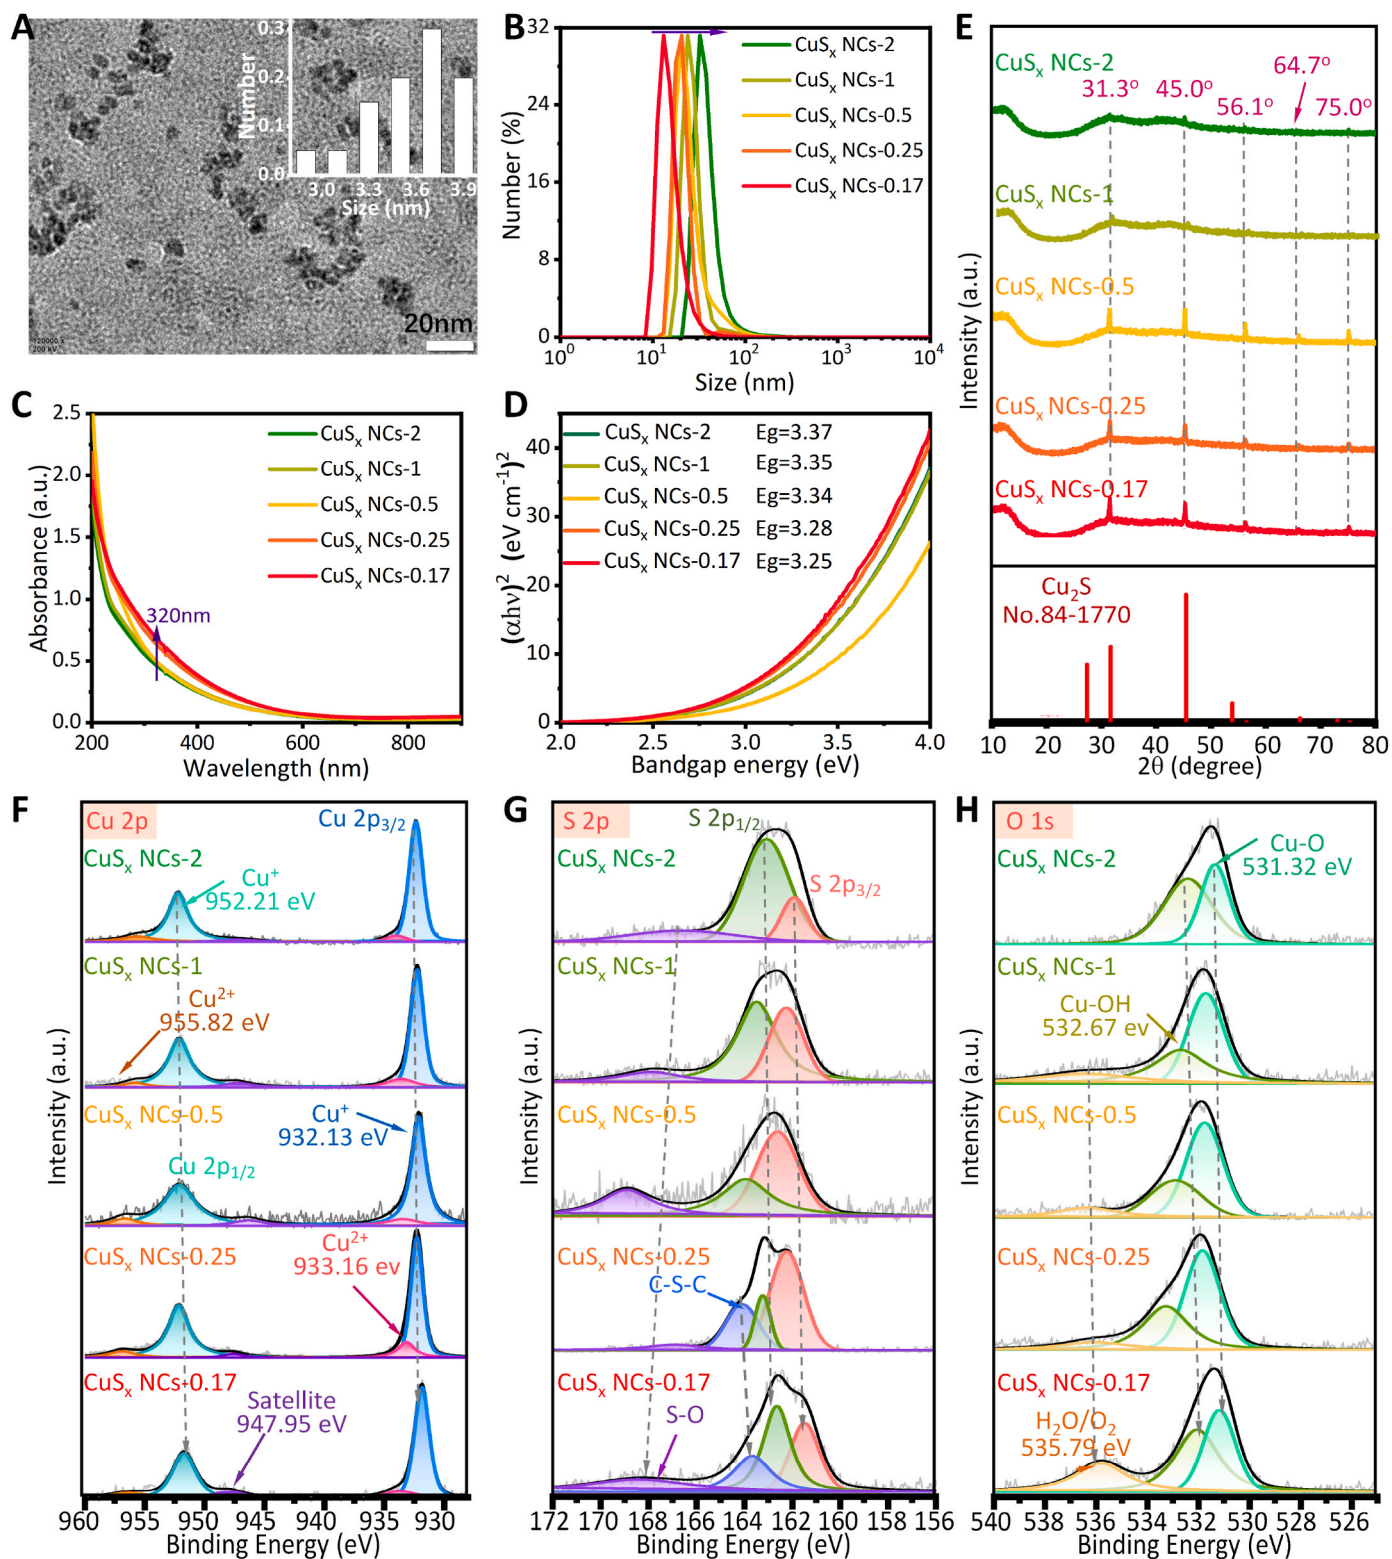 A
Number
0.3
0.2
0.1
0.0
3.0 3.3 3.6 3.9
Size (nm)
20nm
120000 x
200 kV
B
Number (%)
32
24
16
8
0
10⁰ 10¹ 10² 10³ 10⁴
Size (nm)
CuSₓ NCs-2
CuSₓ NCs-1
CuSₓ NCs-0.5
CuSₓ NCs-0.25
CuSₓ NCs-0.17
C
Absorbance (a.u.)
2.5
2.0
1.5
1.0
0.5
0.0
200 400 600 800
Wavelength (nm)
CuSₓ NCs-2
CuSₓ NCs-1
CuSₓ NCs-0.5
CuSₓ NCs-0.25
CuSₓ NCs-0.17
320nm
D
(αhν)² (eV cm⁻¹)²
40
30
20
10
0
2.0 2.5 3.0 3.5 4.0
Bandgap energy (eV)
CuSₓ NCs-2 Eg=3.37
CuSₓ NCs-1 Eg=3.35
CuSₓ NCs-0.5 Eg=3.34
CuSₓ NCs-0.25 Eg=3.28
CuSₓ NCs-0.17 Eg=3.25
E
Intensity (a.u.)
CuSₓ NCs-2
31.3° 45.0° 56.1° 64.7° 75.0°
CuSₓ NCs-1
CuSₓ NCs-0.5
CuSₓ NCs-0.25
CuSₓ NCs-0.17
Cu₂S
No.84-1770
10 20 30 40 50 60 70 80
2θ (degree)
F
Intensity (a.u.)
Cu 2p
Cu 2p₃/₂
CuSₓ NCs-2
Cu⁺
952.21 eV
CuSₓ NCs-1
Cu²⁺
955.82 eV
CuSₓ NCs-0.5
Cu⁺
932.13 eV
Cu 2p₁/₂
CuSₓ NCs-0.25
Cu²⁺
933.16 ev
CuSₓ NCs-0.17
Satellite
947.95 eV
960 955 950 945 940 935 930
Binding Energy (eV)
G
Intensity (a.u.)
S 2p
S 2p₁/₂
CuSₓ NCs-2
S 2p₃/₂
CuSₓ NCs-1
CuSₓ NCs-0.5
CuSₓ NCs-0.25
C-S-C
CuSₓ NCs-0.17
S-O
172 170 168 166 164 162 160 158 156
Binding Energy (eV)
H
Intensity (a.u.)
O 1s
CuSₓ NCs-2
Cu-O
531.32 eV
CuSₓ NCs-1
Cu-OH
532.67 ev
CuSₓ NCs-0.5
CuSₓ NCs-0.25
CuSₓ NCs-0.17
H₂O/O₂
535.79 eV
540 538 536 534 532 530 528 526
Binding Energy (eV)